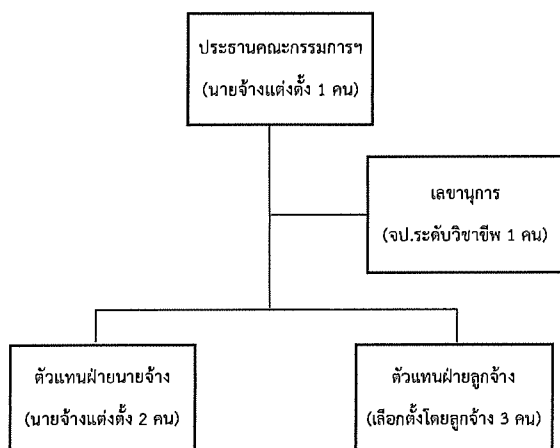 ประธานคณะกรรมการฯ
(นายจ้างแต่งตั้ง 1 คน)
เลขานุการ
(จป.ระดับวิชาชีพ 1 คน)
ตัวแทนฝ่ายนายจ้าง
(นายจ้างแต่งตั้ง 2 คน)
ตัวแทนฝ่ายลูกจ้าง
(เลือกตั้งโดยลูกจ้าง 3 คน)